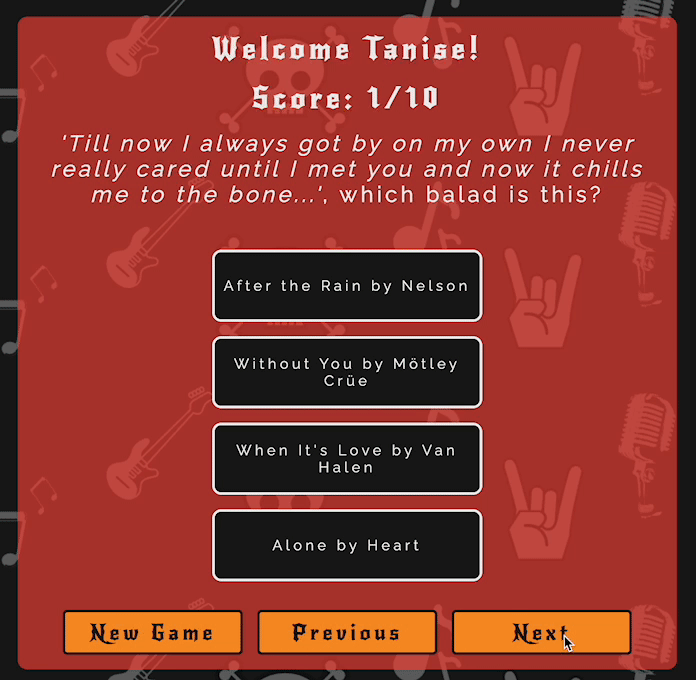 Welcome Tanise!
Score: 1/10
'Till now I always got by on my own I never
really cared until I met you and now it chills
me to the bone...', which balad is this?
After the Rain by Nelson
Without You by Mötley
Crüe
When It's Love by Van
Halen
Alone by Heart
New Game
Previous
Next